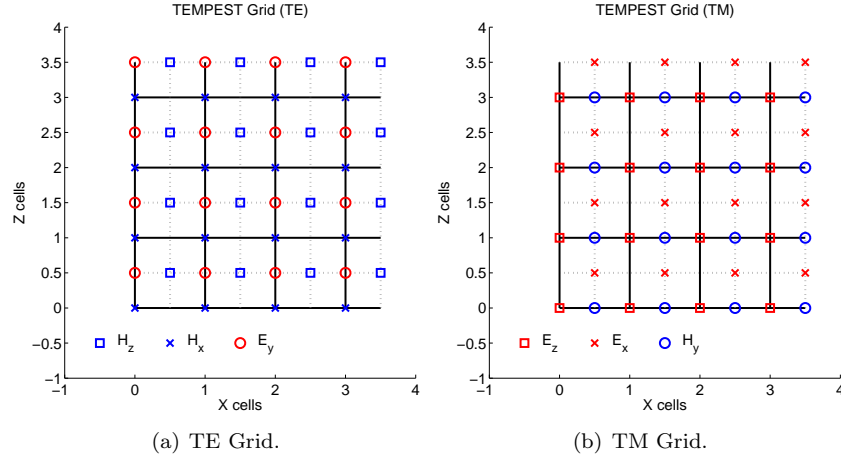 TEMPEST Grid (TE)
4
3.5
3
2.5
2
1.5
1
0.5
0
−0.5
−1
Z cells
H_z H_x E_y
−1 0 1 2 3 4
X cells
(a) TE Grid.
TEMPEST Grid (TM)
4
3.5
3
2.5
2
1.5
1
0.5
0
−0.5
−1
Z cells
E_z E_x H_y
−1 0 1 2 3 4
X cells
(b) TM Grid.